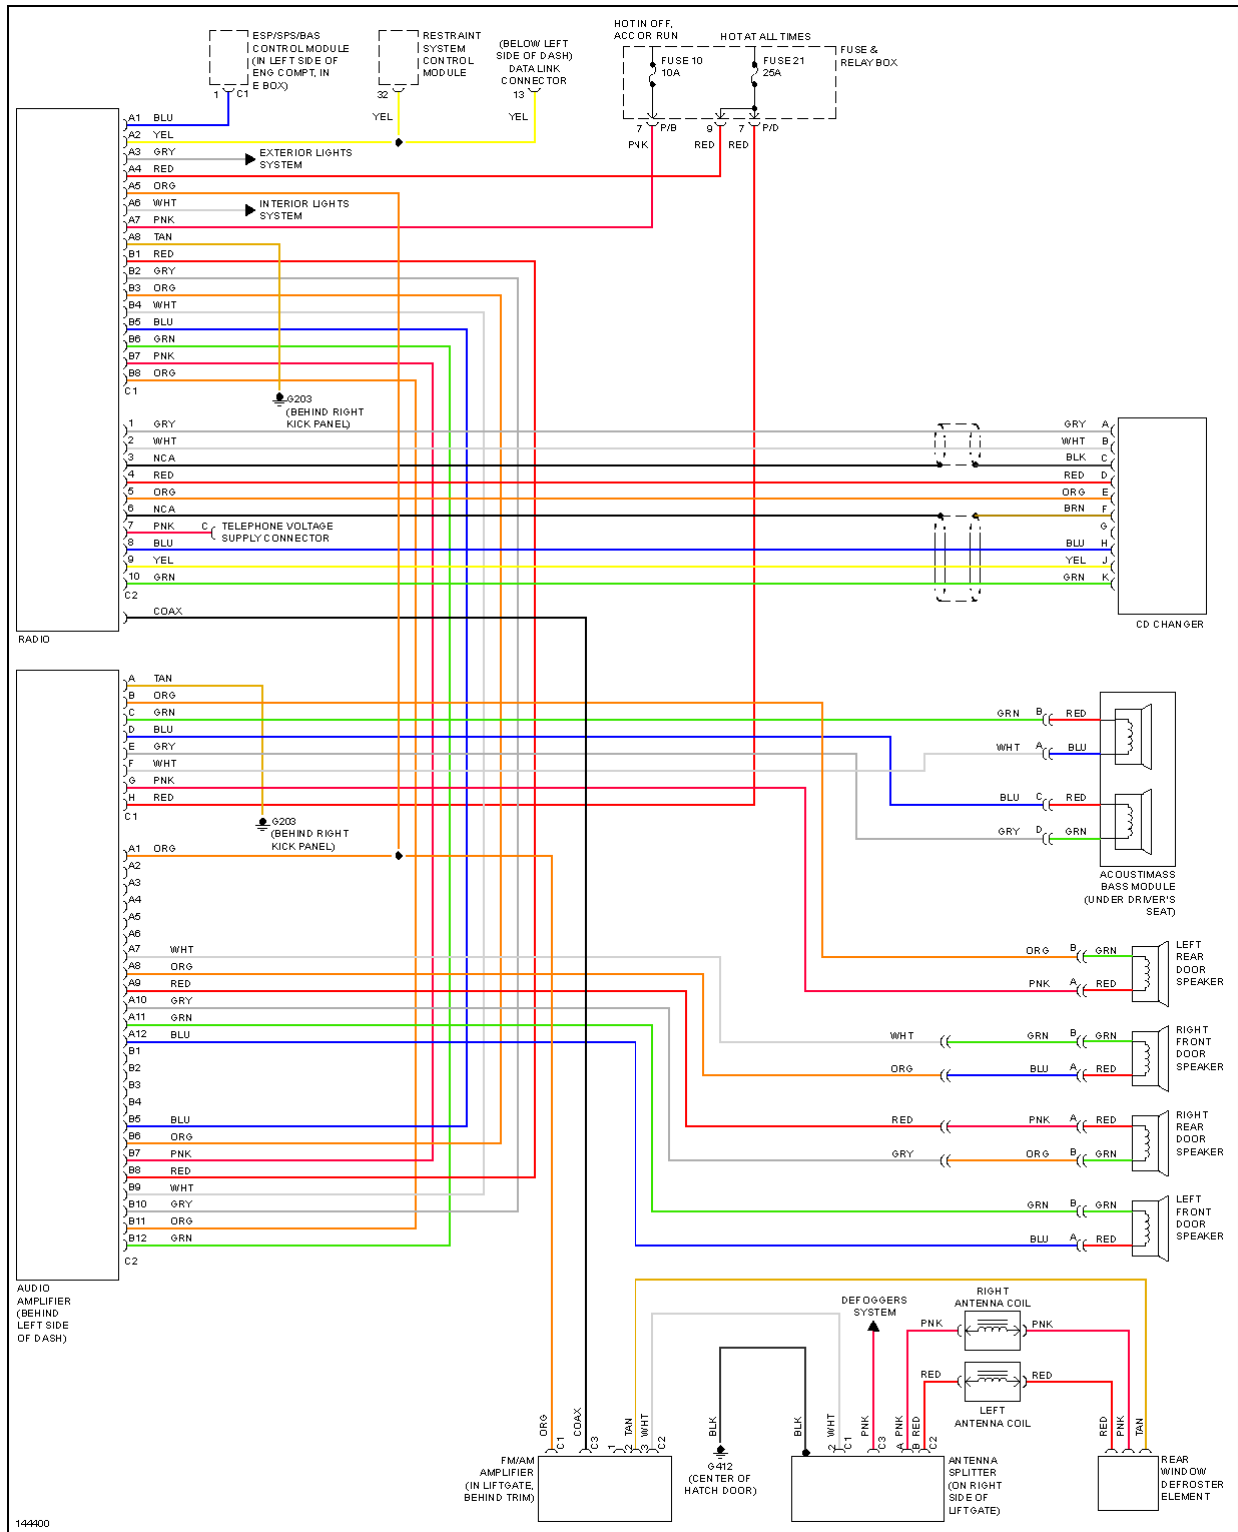 HOT IN OFF,
ACC OR RUN
HOT AT ALL TIMES
FUSE 10
10A
FUSE 21
25A
FUSE &
RELAY BOX
7 P/B
9
7 P/D
PNK
RED
RED
ESP/SPS/BAS
CONTROL MODULE
(IN LEFT SIDE OF
ENG COMPT, IN
E BOX)
1 C1
RESTRAINT
SYSTEM
CONTROL
MODULE
32
YEL
(BELOW LEFT
SIDE OF DASH)
DATA LINK
CONNECTOR
13
YEL
A1 BLU
A2 YEL
A3 GRY
EXTERIOR LIGHTS
SYSTEM
A4 RED
A5 ORG
A6 WHT
INTERIOR LIGHTS
SYSTEM
A7 PNK
A8 TAN
B1 RED
B2 GRY
B3 ORG
B4 WHT
B5 BLU
B6 GRN
B7 PNK
B8 ORG
C1
G203
(BEHIND RIGHT
KICK PANEL)
1 GRY
2 WHT
3 NCA
4 RED
5 ORG
6 NCA
7 PNK
C TELEPHONE VOLTAGE
SUPPLY CONNECTOR
8 BLU
9 YEL
10 GRN
C2
COAX
RADIO
GRY A
WHT B
BLK C
RED D
ORG E
BRN F
G
BLU H
YEL J
GRN K
CD CHANGER
A TAN
B ORG
C GRN
D BLU
E GRY
F WHT
G PNK
H RED
C1
G203
(BEHIND RIGHT
KICK PANEL)
A1 ORG
A2
A3
A4
A5
A6
A7 WHT
A8 ORG
A9 RED
A10 GRY
A11 GRN
A12 BLU
B1
B2
B3
B4
B5 BLU
B6 ORG
B7 PNK
B8 RED
B9 WHT
B10 GRY
B11 ORG
B12 GRN
C2
AUDIO
AMPLIFIER
(BEHIND
LEFT SIDE
OF DASH)
GRN B RED
WHT A BLU
BLU C RED
GRY D GRN
ACOUSTIMASS
BASS MODULE
(UNDER DRIVER'S
SEAT)
ORG B GRN
PNK A RED
LEFT
REAR
DOOR
SPEAKER
WHT GRN B GRN
ORG BLU A RED
RIGHT
FRONT
DOOR
SPEAKER
RED PNK A RED
GRY ORG B GRN
RIGHT
REAR
DOOR
SPEAKER
GRN B GRN
BLU A RED
LEFT
FRONT
DOOR
SPEAKER
DEFOGGERS
SYSTEM
RIGHT
ANTENNA COIL
PNK
PNK
RED
RED
LEFT
ANTENNA COIL
ORG
C1
COAX
C3
1
2 TAN
3 WHT
C2
BLK
BLK
2 WHT
C1
PNK
C3
A PNK
B RED
C2
RED
PNK
TAN
FM/AM
AMPLIFIER
(IN LIFTGATE,
BEHIND TRIM)
G412
(CENTER OF
HATCH DOOR)
ANTENNA
SPLITTER
(ON RIGHT
SIDE OF
LIFTGATE)
REAR
WINDOW
DEFROSTER
ELEMENT
144400